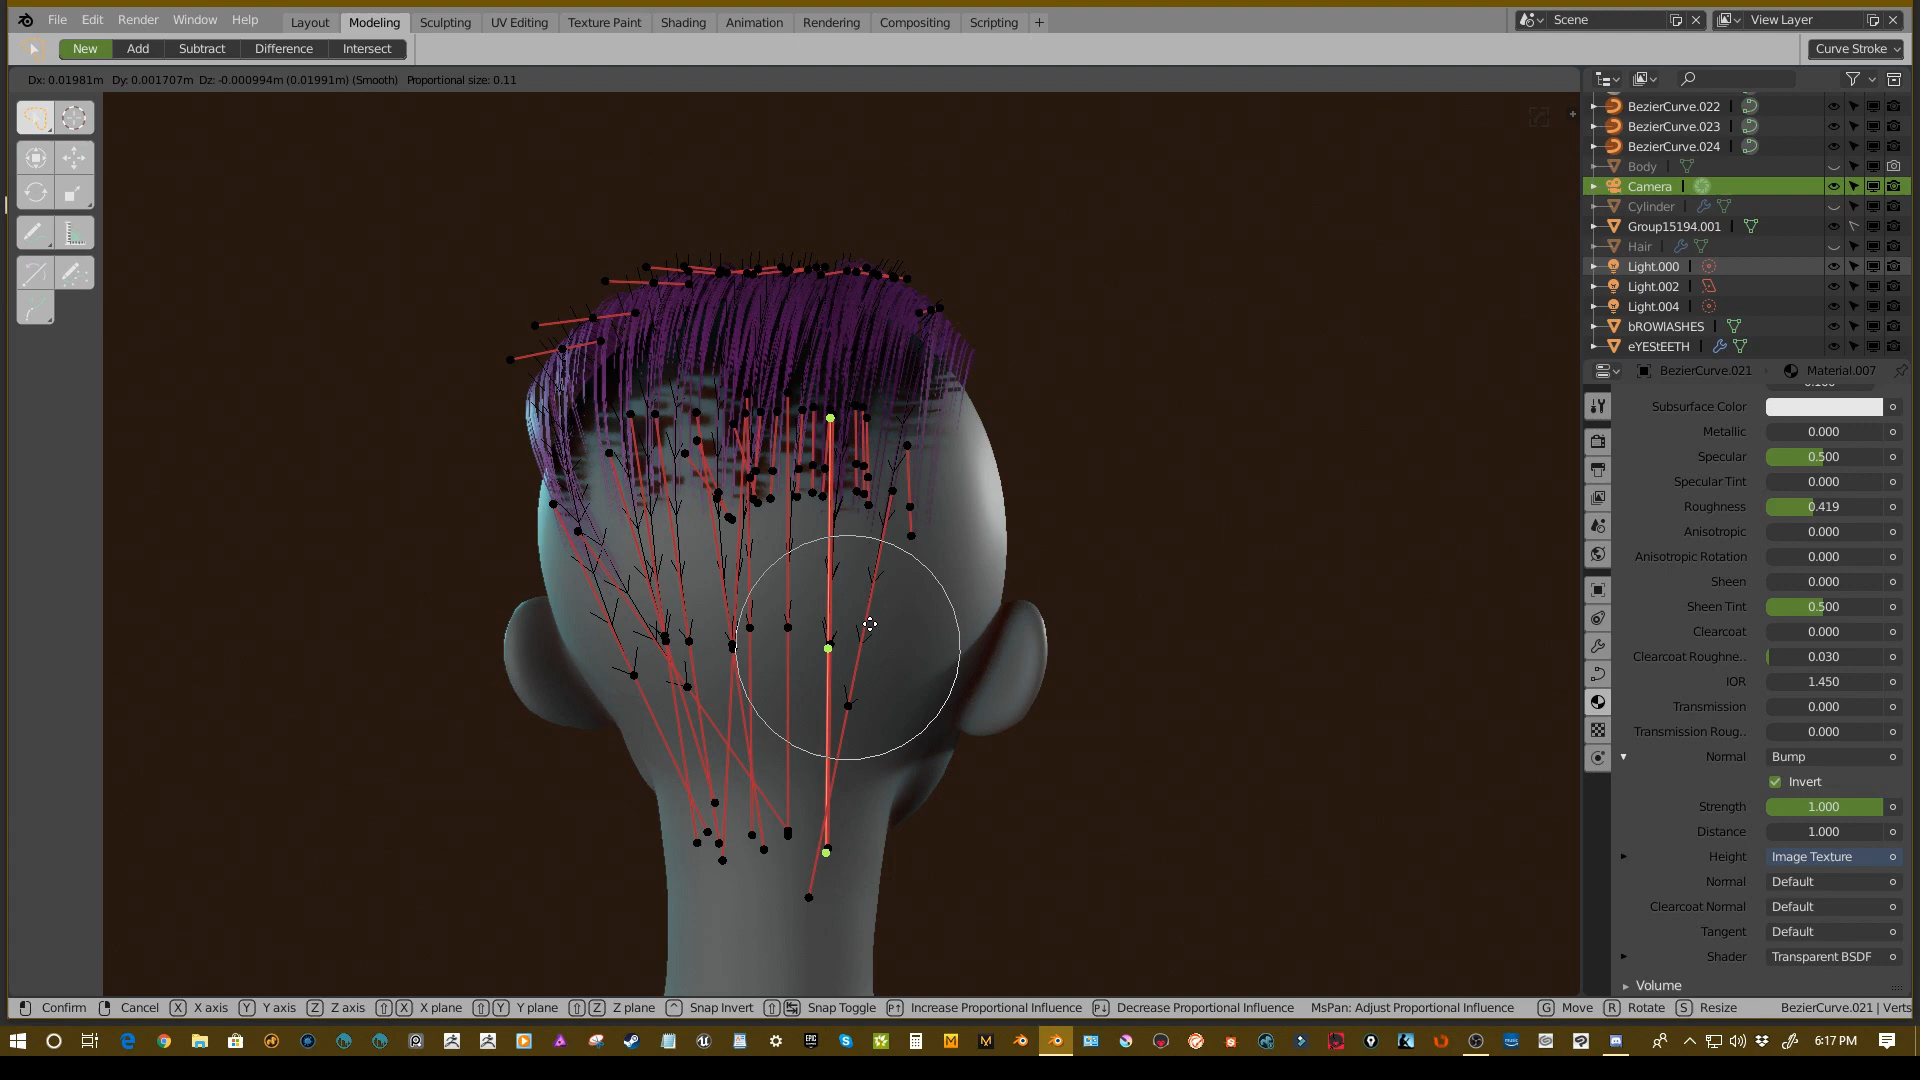 File Edit Render Window Help Layout Modeling Sculpting UV Editing Texture Paint Shading Animation Rendering Compositing Scripting + Scene View Layer
New Add Subtract Difference Intersect Curve Stroke
Dx: 0.01981m Dy: 0.001707m Dz: -0.000994m (0.01991m) (Smooth) Proportional size: 0.11
BezierCurve.022
BezierCurve.023
BezierCurve.024
Body
Camera
Cylinder
Group15194.001
Hair
Light.000
Light.002
Light.004
bROWlASHES
eYEStEETH
BezierCurve.021 Material.007
Subsurface Color
Metallic 0.000
Specular 0.500
Specular Tint 0.000
Roughness 0.419
Anisotropic 0.000
Anisotropic Rotation 0.000
Sheen 0.000
Sheen Tint 0.500
Clearcoat 0.000
Clearcoat Roughne.. 0.030
IOR 1.450
Transmission 0.000
Transmission Roug.. 0.000
Normal Bump
Invert
Strength 1.000
Distance 1.000
Height Image Texture
Normal Default
Clearcoat Normal Default
Tangent Default
Shader Transparent BSDF
Volume
Confirm Cancel X X axis Y Y axis Z Z axis X X plane Y Y plane Z Z plane Snap Invert Snap Toggle Increase Proportional Influence Decrease Proportional Influence MsPan: Adjust Proportional Influence G Move R Rotate S Resize BezierCurve.021 | Verts
6:17 PM